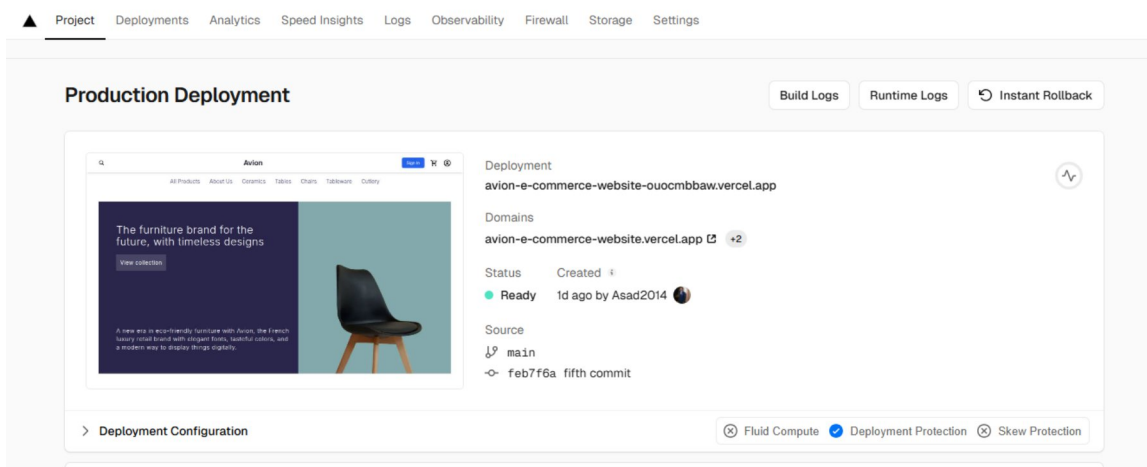 Project Deployments Analytics Speed Insights Logs Observability Firewall Storage Settings
Production Deployment
Build Logs Runtime Logs Instant Rollback
Avion
Sign In
All Products About Us Ceramics Tables Chairs Tableware Cutlery
The furniture brand for the
future, with timeless designs
View collection
A new era in eco-friendly furniture with Avion, the French
luxury retail brand with elegant fonts, tasteful colors, and
a modern way to display things digitally.
Deployment
avion-e-commerce-website-ouocmbbaw.vercel.app
Domains
avion-e-commerce-website.vercel.app +2
Status Created
Ready 1d ago by Asad2014
Source
main
feb7f6a fifth commit
Deployment Configuration
Fluid Compute Deployment Protection Skew Protection